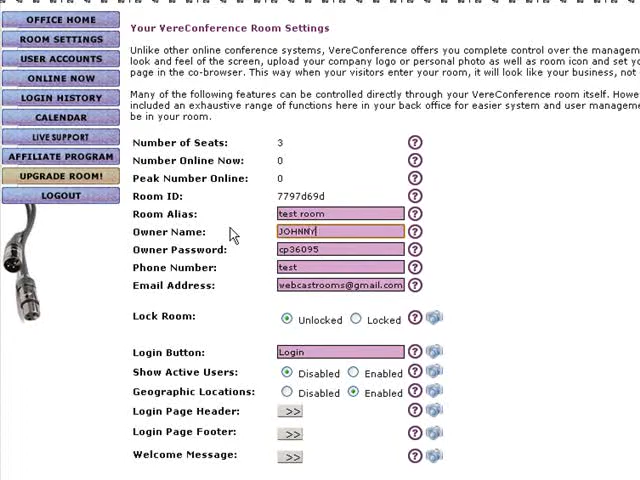 OFFICE HOME
ROOM SETTINGS
USER ACCOUNTS
ONLINE NOW
LOGIN HISTORY
CALENDAR
LIVE SUPPORT
AFFILIATE PROGRAM
UPGRADE ROOM!
LOGOUT
Your VereConference Room Settings
Unlike other online conference systems, VereConference offers you complete control over the managem
look and feel of the screen, upload your company logo or personal photo as well as room icon and set yo
page in the co-browser. This way when your visitors enter your room, it will look like your business, not
Many of the following features can be controlled directly through your VereConference room itself. Howe
included an exhaustive range of functions here in your back office for easier system and user manageme
be in your room.
Number of Seats: 3 ?
Number Online Now: 0 ?
Peak Number Online: 0 ?
Room ID: 7797d69d ?
Room Alias: test room ?
Owner Name: JOHNNY ?
Owner Password: cp36095 ?
Phone Number: test ?
Email Address: webcastrooms@gmail.com ?
Lock Room: Unlocked Locked ?
Login Button: Login ?
Show Active Users: Disabled Enabled ?
Geographic Locations: Disabled Enabled ?
Login Page Header: >> ?
Login Page Footer: >> ?
Welcome Message: >> ?